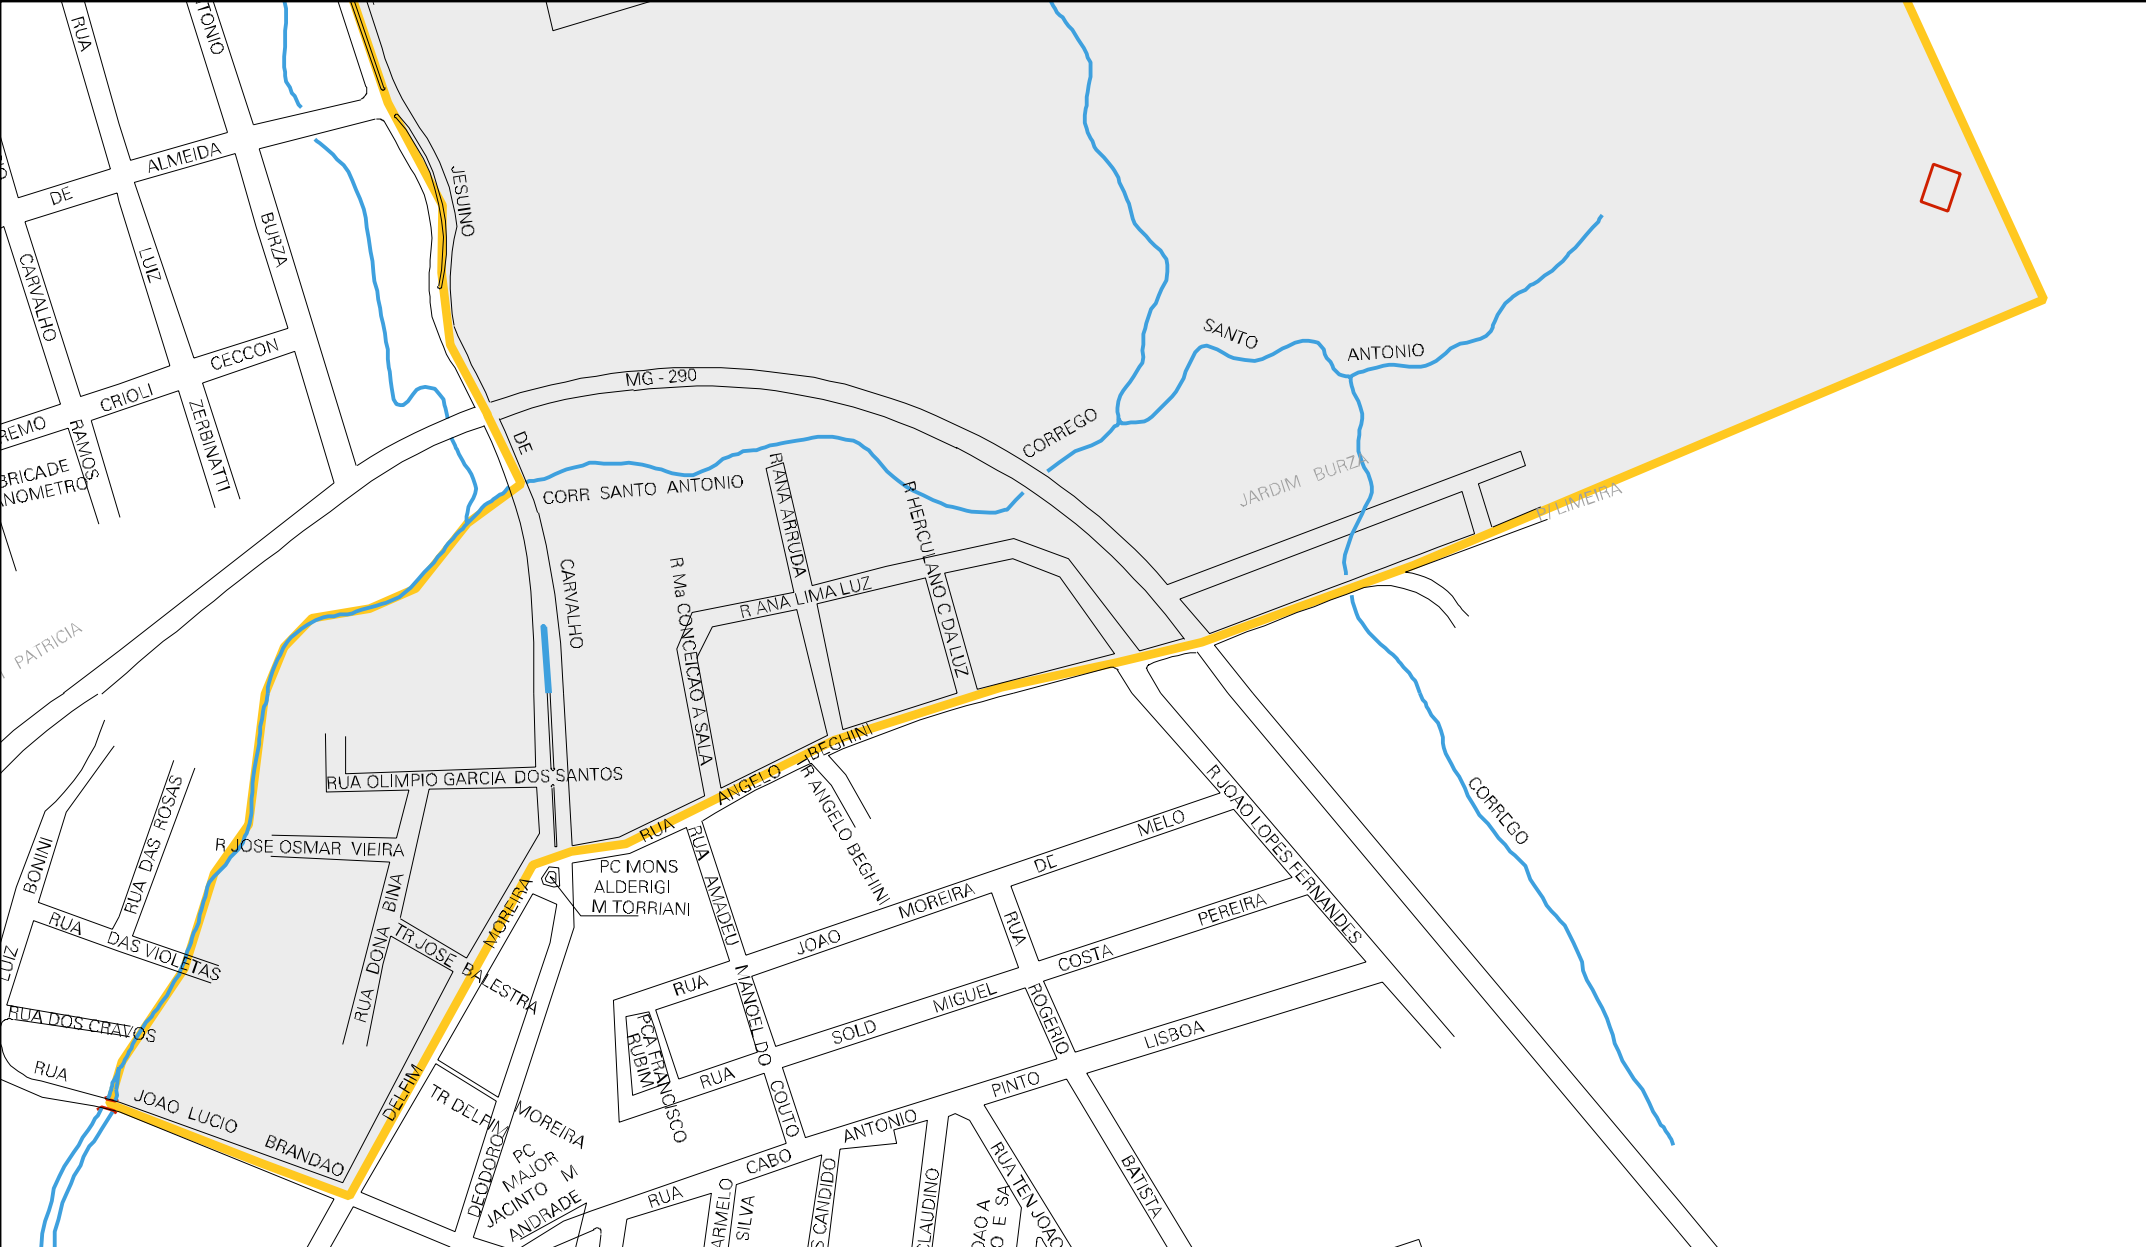 RUA
TONIO
ALMEIDA
DE
JESUINO
BURZA
LUIZ
CARVALHO
CECCON
CRIOLI
REMO
RAMOS
ZERBINATTI
BRICA DE
NOMETRO
MG - 290
DE
SANTO
ANTONIO
CORREGO
JARDIM BURZA
P/ LIMEIRA
CORR SANTO ANTONIO
R ANA ARRUDA
R HERCULANO C DA LUZ
CARVALHO
R Ma CONCEICAO A SALA
R ANA LIMA LUZ
PATRICIA
RUA OLIMPIO GARCIA DOS SANTOS
RUA ANGELO BEGHINI
TR ANGELO BEGHINI
R JOAO LOPES FERNANDES
CORREGO
R JOSE OSMAR VIEIRA
RUA DAS ROSAS
BONINI
LUIZ
RUA DONA BINA
PC MONS
ALDERIGI
M TORRIANI
RUA AMADEU
MANOEL DO COUTO
RUA JOAO MOREIRA DE MELO
RUA ROGERIO
RUA SOLD MIGUEL COSTA PEREIRA
RUA DAS VIOLETAS
TR JOSE BALESTRA
DELFIM MOREIRA
RUA DOS CRAVOS
RUA JOAO LUCIO BRANDAO
PCA FRANCISCO
RUBIM
TR DELFIM MOREIRA
DEODORO
PC
MAJOR
JACINTO M
ANDRADE
RUA CABO ANTONIO PINTO LISBOA
ARMELO
SILVA
S CANDIDO
CLAUDINO
RUA TEN JOAO
BATISTA
OAO A
O E SA